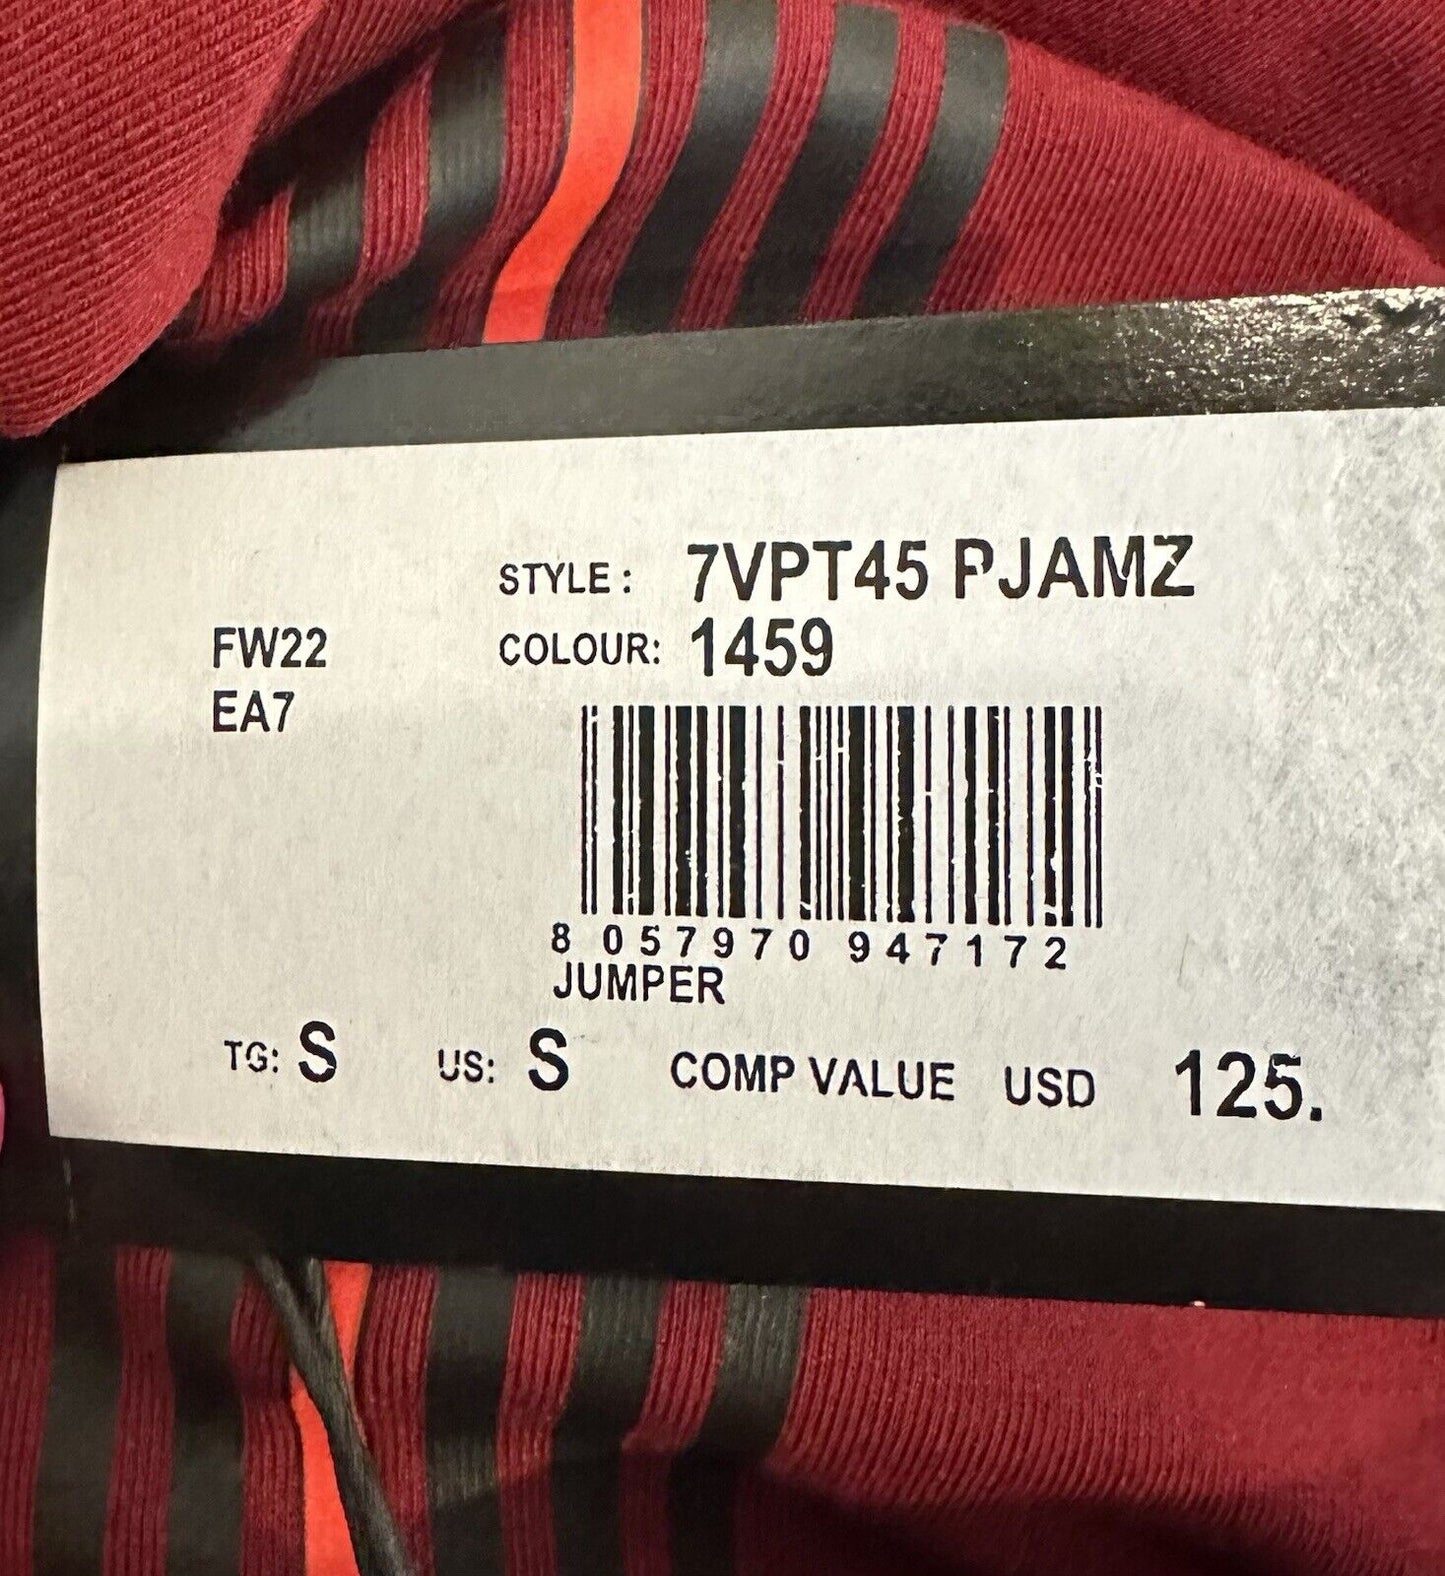 STYLE : 7VPT45 PJAMZ
FW22 COLOUR: 1459
EA7
8 057970 947172
JUMPER
TG: S US: S COMP VALUE USD 125.